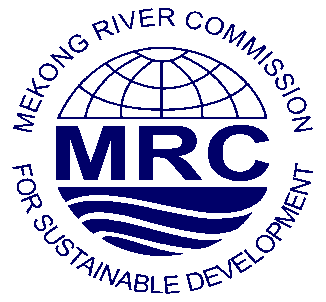 MEKONG RIVER COMMISSION
MRC
FOR SUSTAINABLE DEVELOPMENT